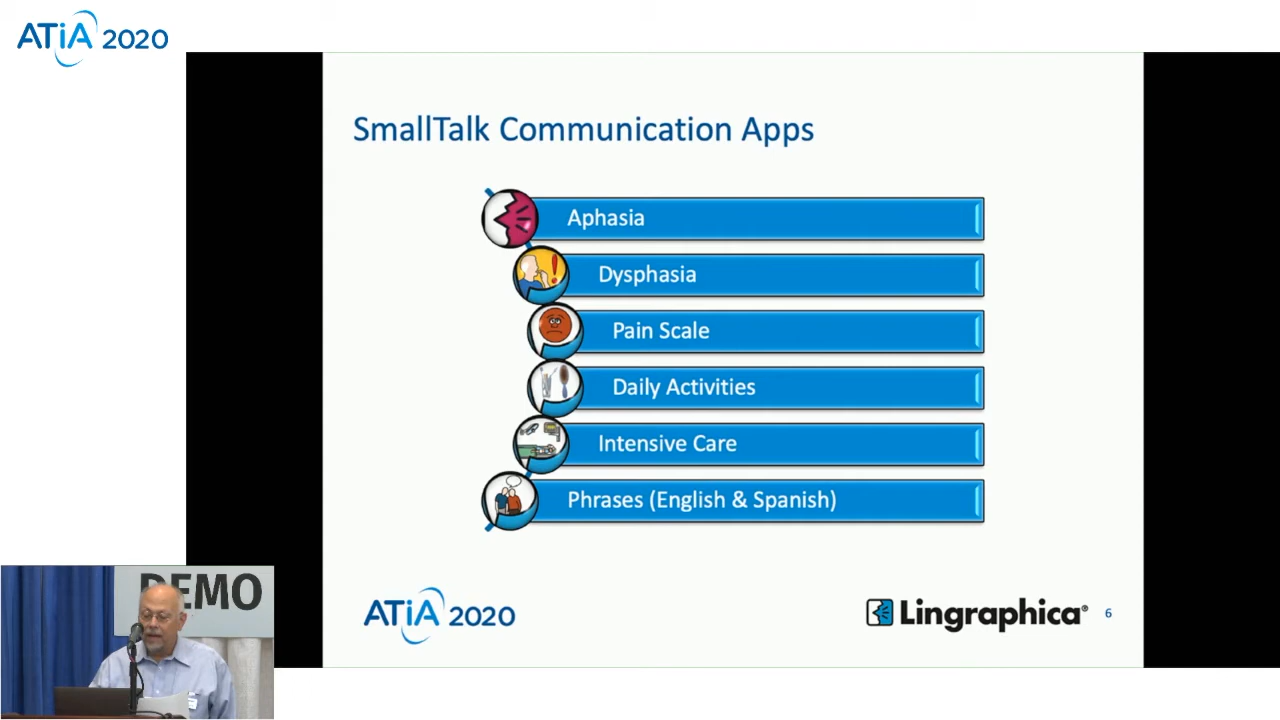 ATiA 2020
SmallTalk Communication Apps
Aphasia
Dysphasia
Pain Scale
Daily Activities
Intensive Care
Phrases (English & Spanish)
DEMO
ATiA 2020
Lingraphica®
6